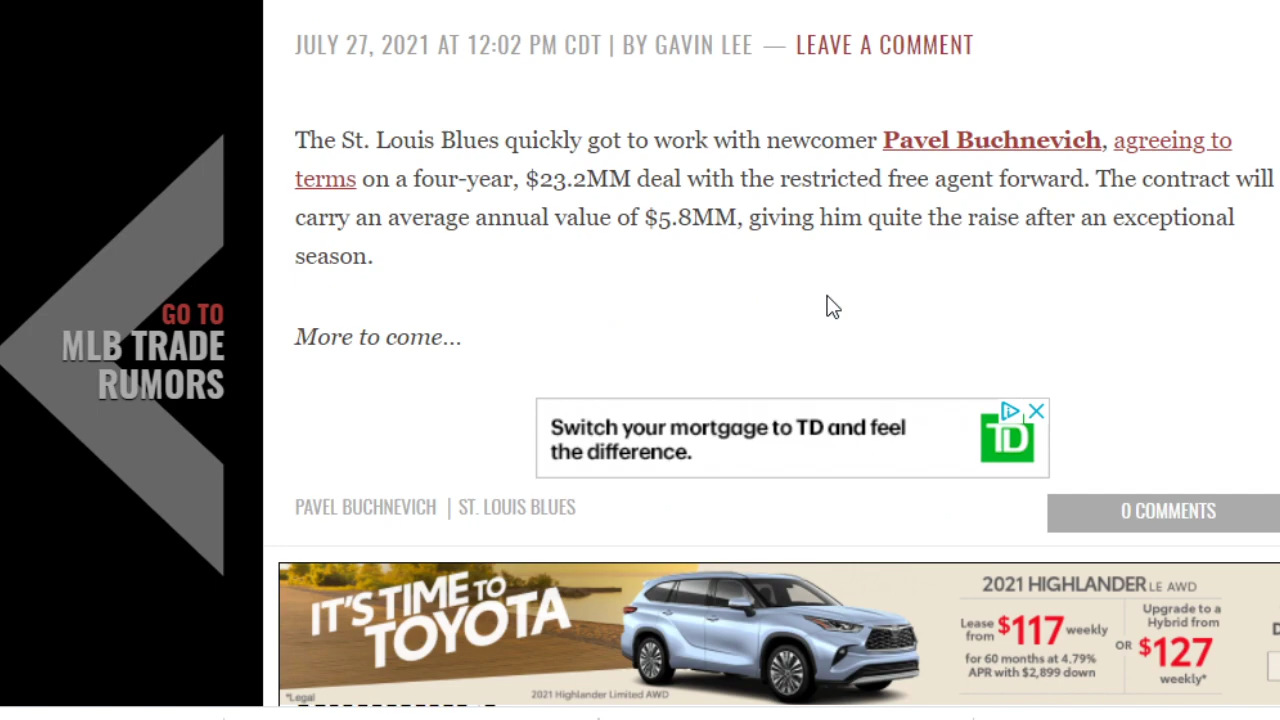 JULY 27, 2021 AT 12:02 PM CDT | BY GAVIN LEE — LEAVE A COMMENT
The St. Louis Blues quickly got to work with newcomer Pavel Buchnevich, agreeing to
terms on a four-year, $23.2MM deal with the restricted free agent forward. The contract will
carry an average annual value of $5.8MM, giving him quite the raise after an exceptional
season.
More to come…
GO TO
MLB TRADE
RUMORS
Switch your mortgage to TD and feel
the difference.
TD
PAVEL BUCHNEVICH | ST. LOUIS BLUES
0 COMMENTS
IT'S TIME TO
TOYOTA
*Legal
2021 Highlander Limited AWD
2021 HIGHLANDER LE AWD
Lease from $117 weekly
for 60 months at 4.79%
APR with $2,899 down
OR
Upgrade to a
Hybrid from
$127
weekly*